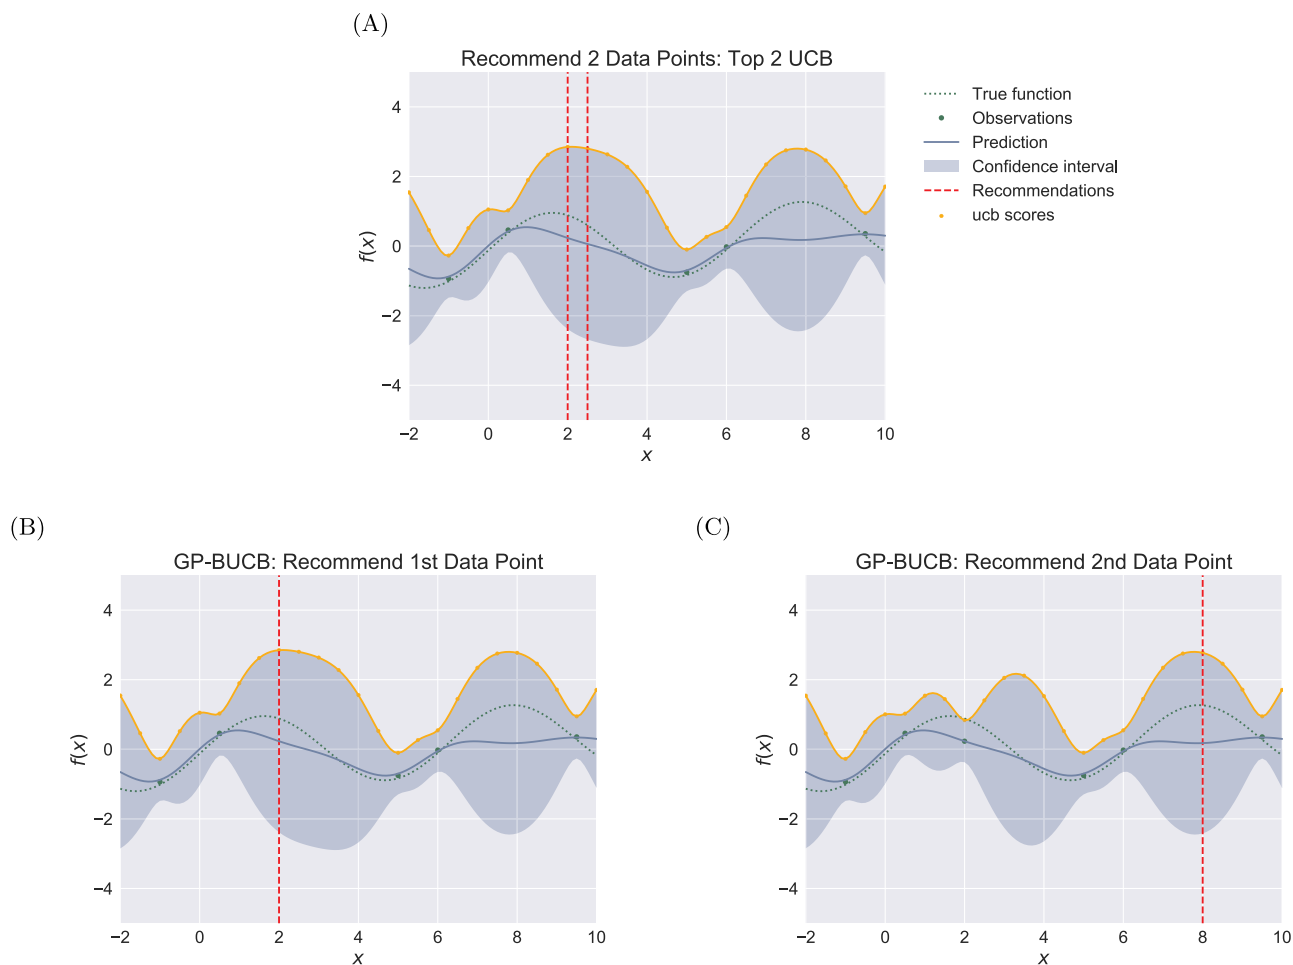 (A)
Recommend 2 Data Points: Top 2 UCB
4
2
0
−2
−4
f(x)
−2 0 2 4 6 8 10
x
True function
Observations
Prediction
Confidence interval
Recommendations
ucb scores
(B)
GP-BUCB: Recommend 1st Data Point
4
2
0
−2
−4
f(x)
−2 0 2 4 6 8 10
x
(C)
GP-BUCB: Recommend 2nd Data Point
4
2
0
−2
−4
f(x)
−2 0 2 4 6 8 10
x